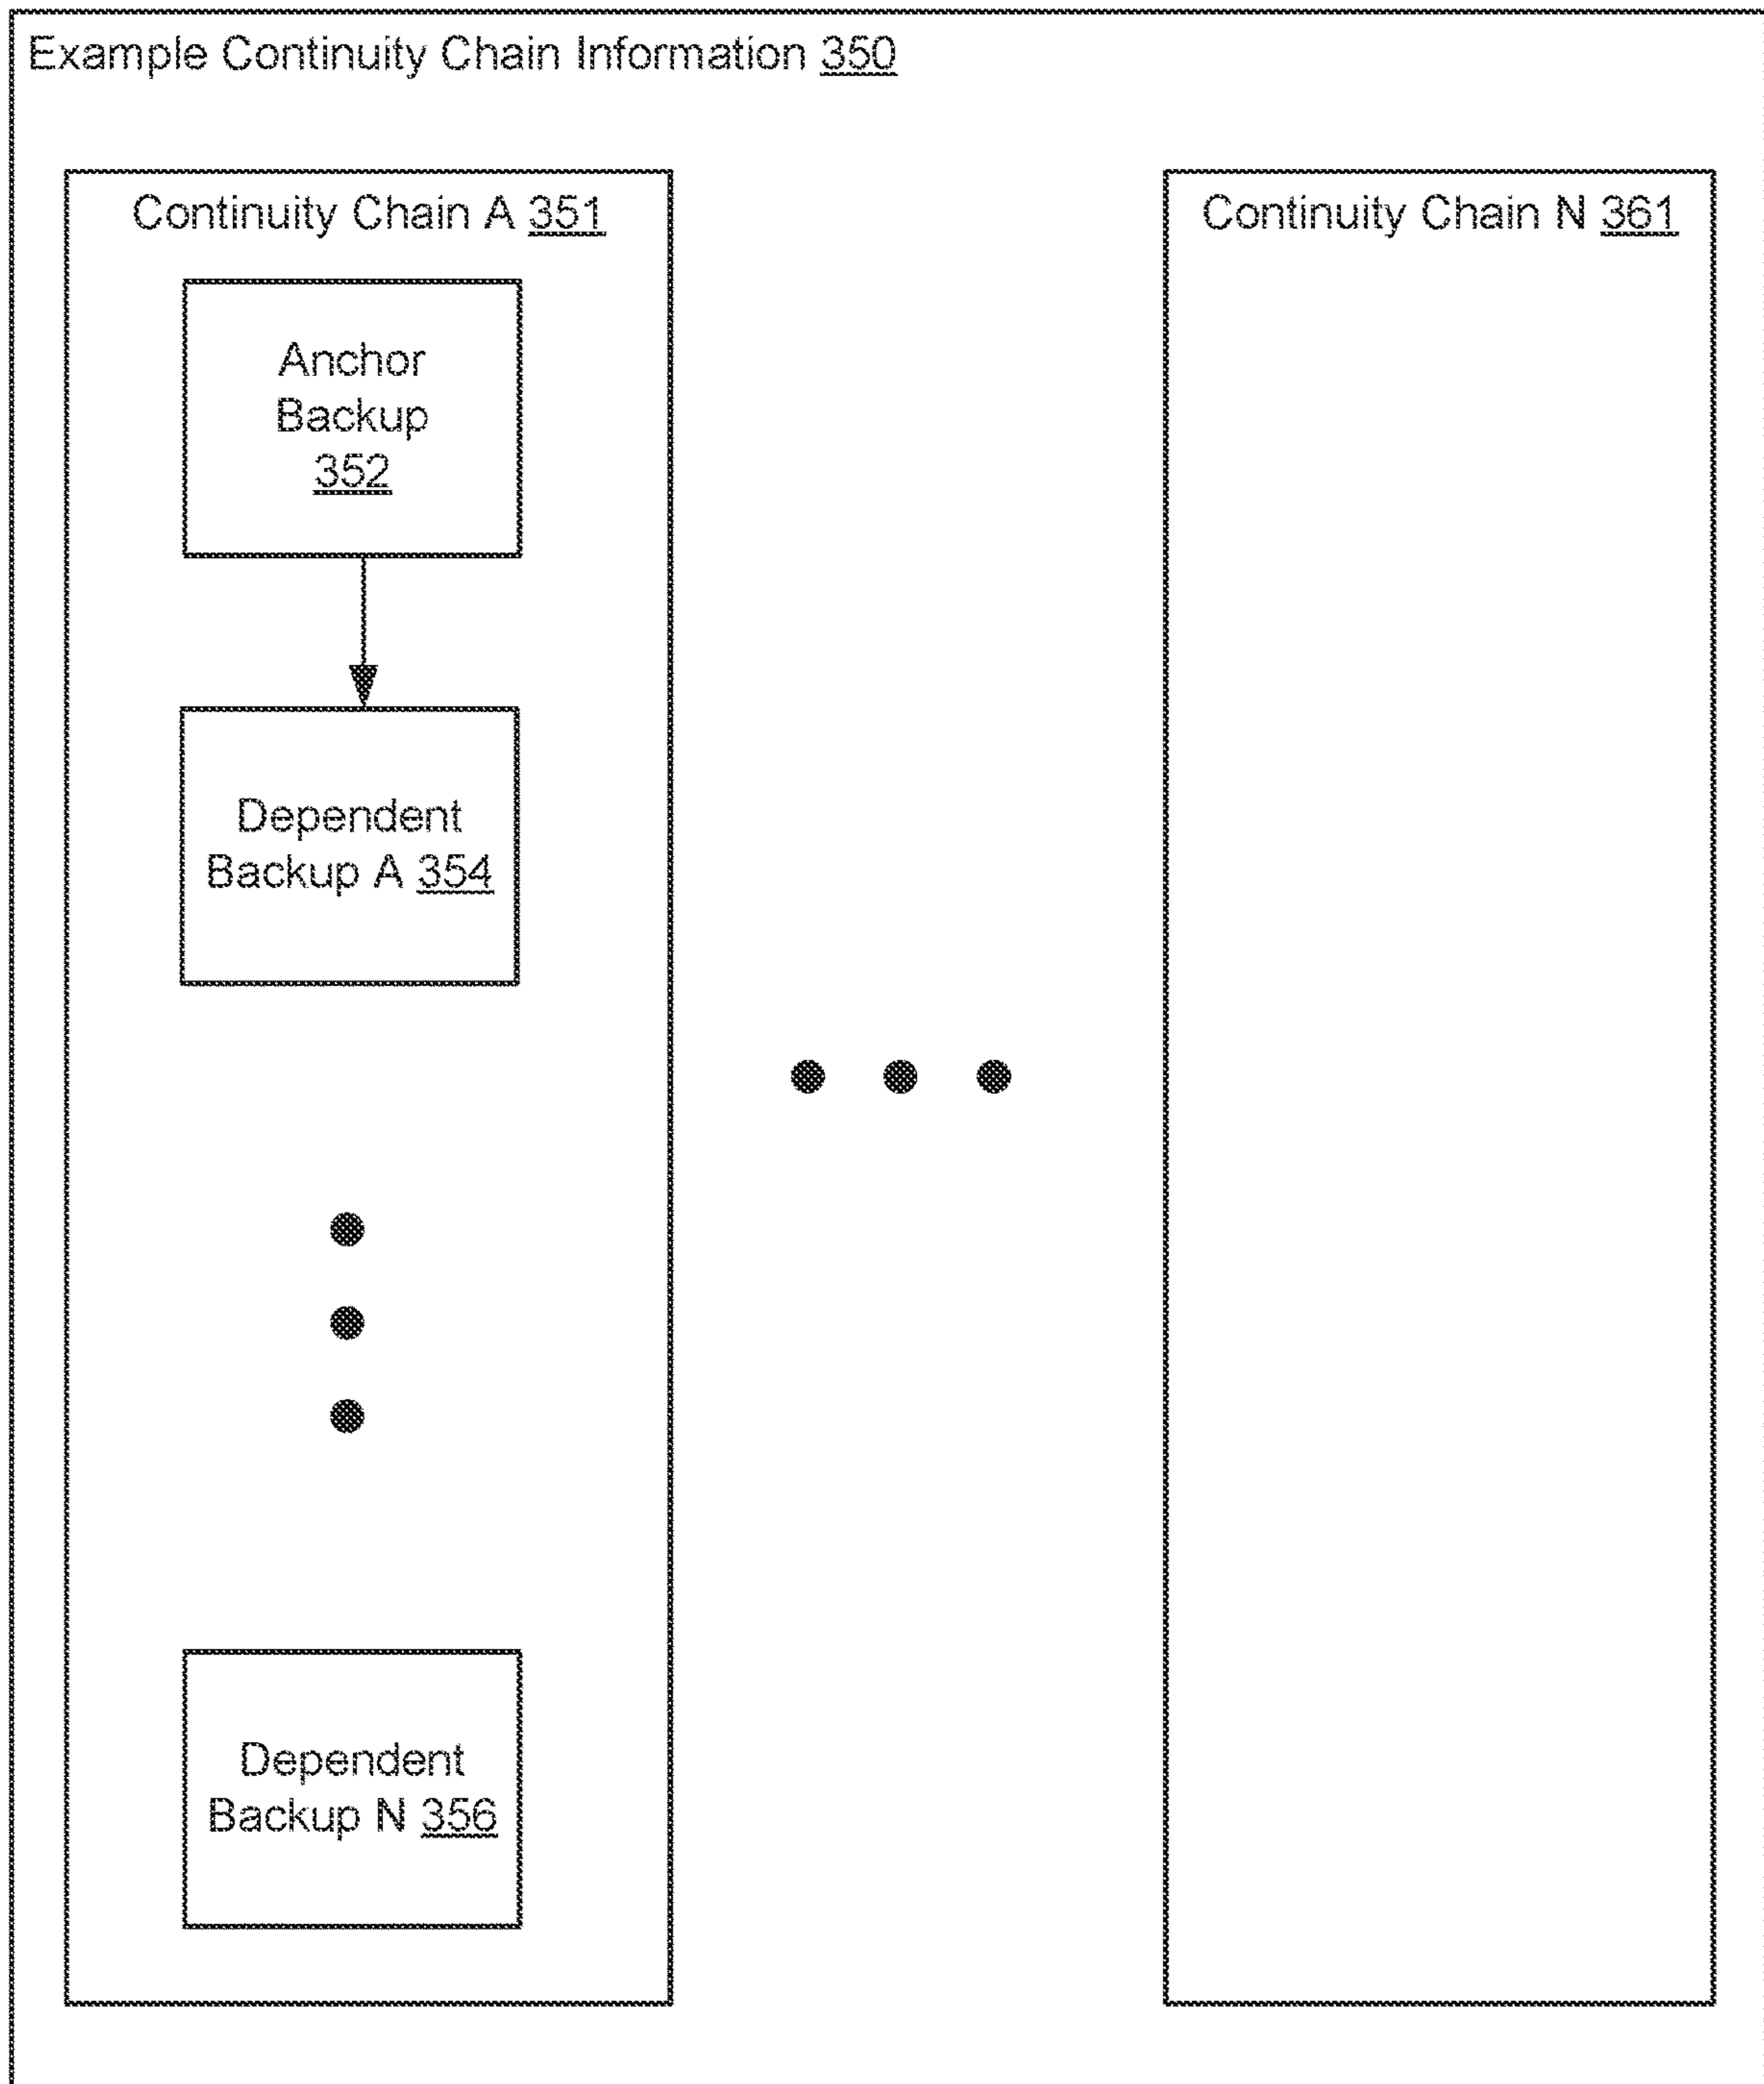 Example Continuity Chain Information 350
Continuity Chain A 351
Anchor
Backup
352
Dependent
Backup A 354
Dependent
Backup N 356
Continuity Chain N 361